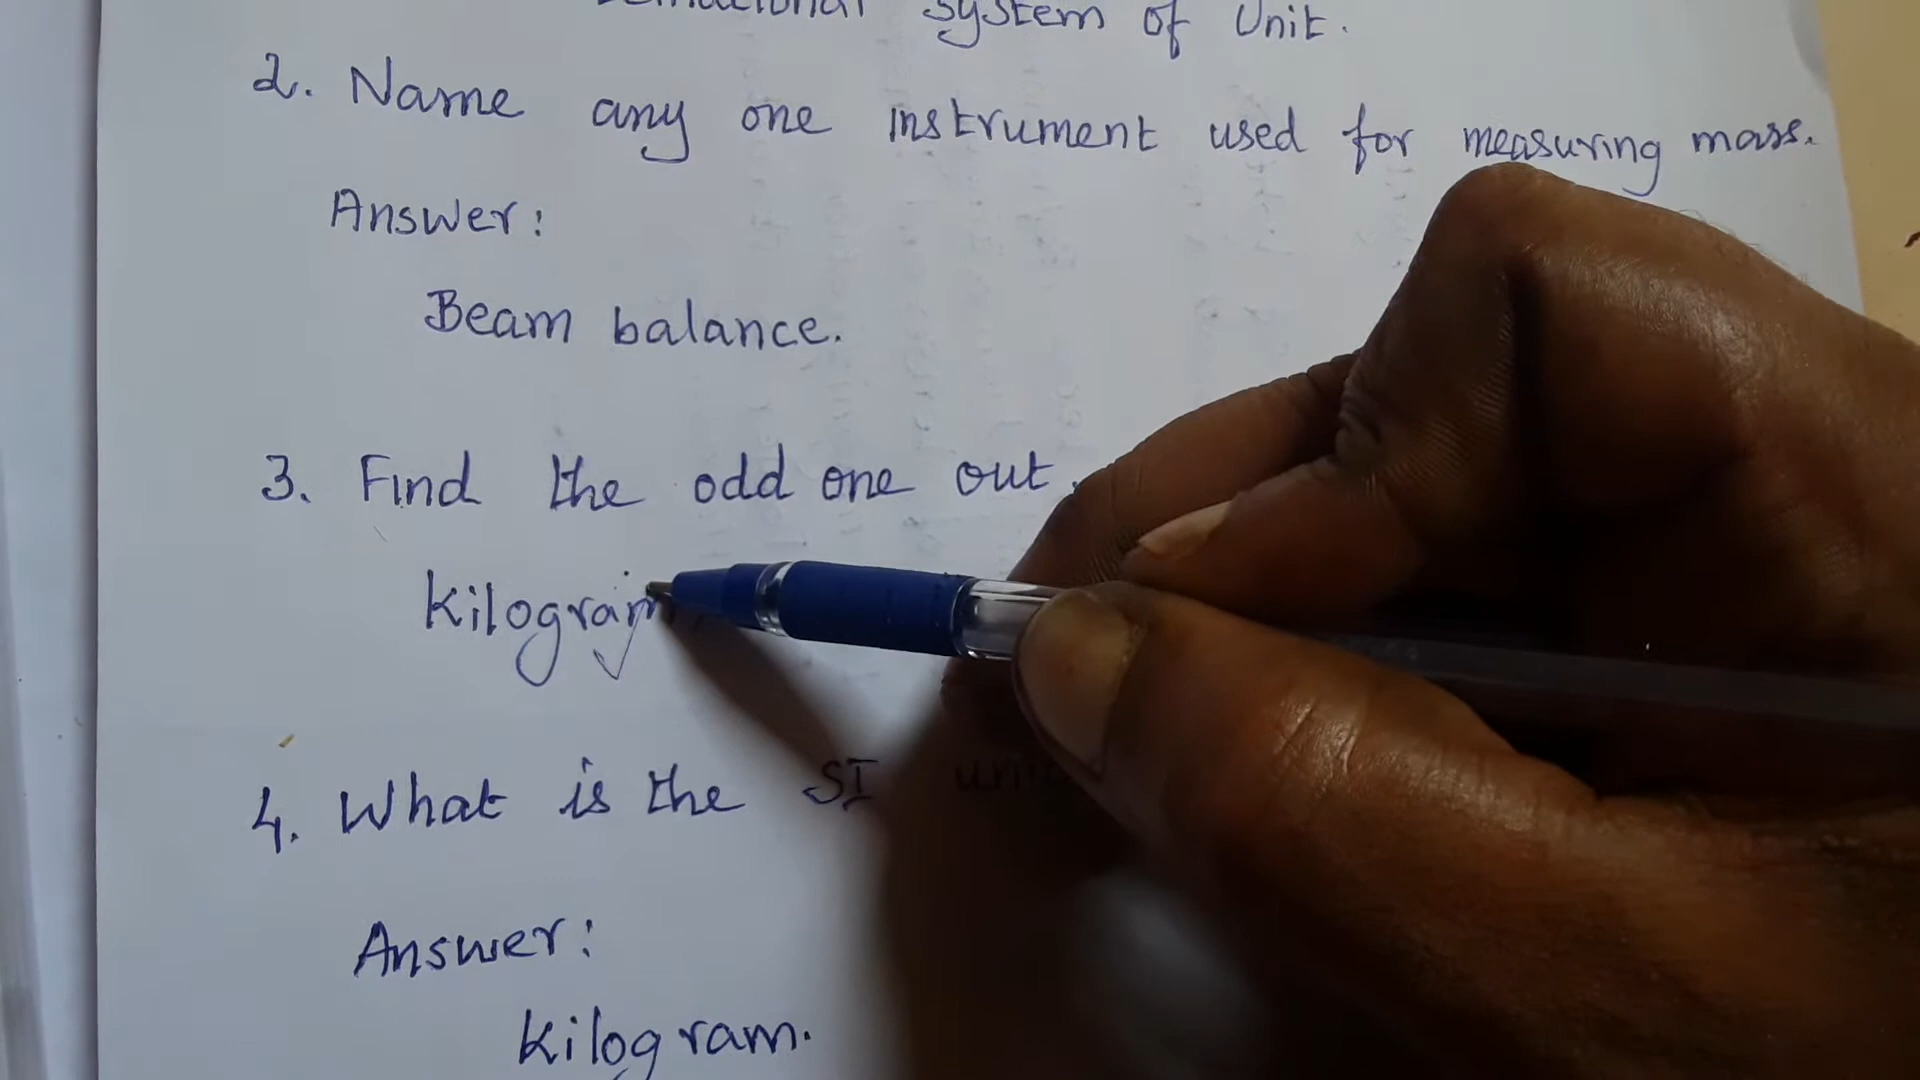 system of Unit.
2. Name any one instrument used for measuring mass.
Answer:
Beam balance.
3. Find the odd one out.
Kilogram
4. What is the SI unit
Answer:
Kilogram.